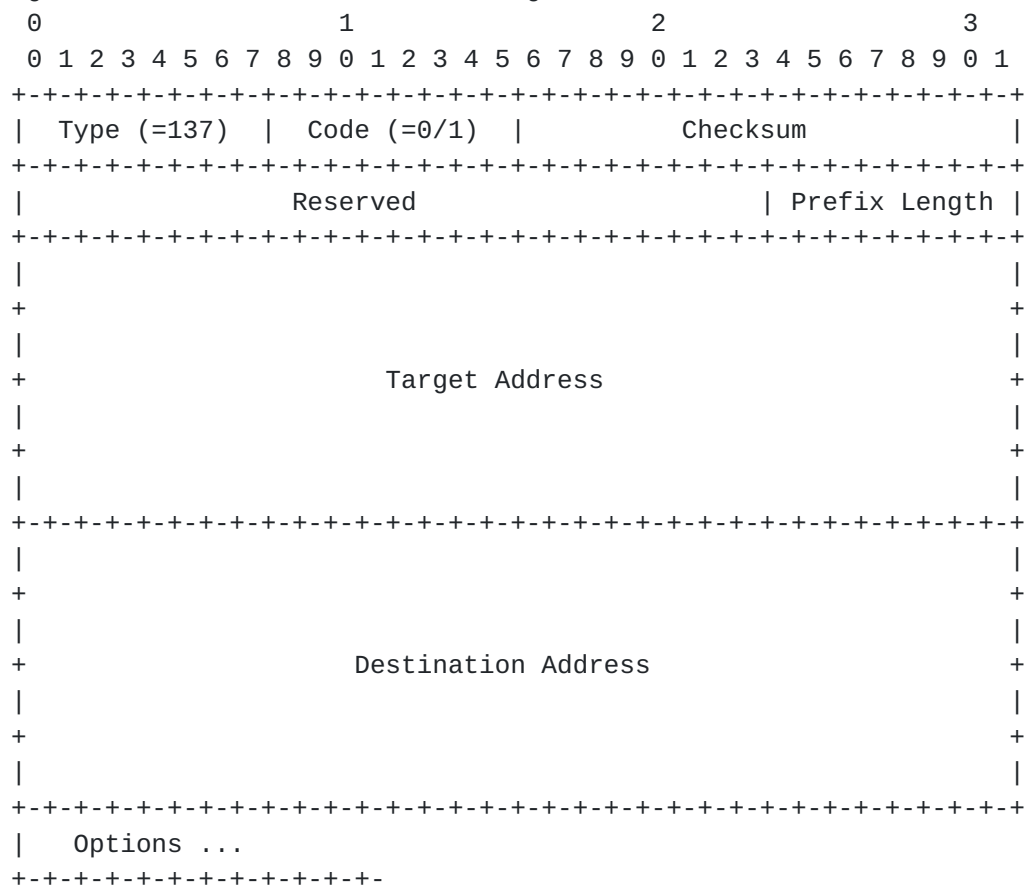 0                   1                   2                   3
 0 1 2 3 4 5 6 7 8 9 0 1 2 3 4 5 6 7 8 9 0 1 2 3 4 5 6 7 8 9 0 1
+-+-+-+-+-+-+-+-+-+-+-+-+-+-+-+-+-+-+-+-+-+-+-+-+-+-+-+-+-+-+-+-+
|  Type (=137)  |  Code (=0/1)  |          Checksum             |
+-+-+-+-+-+-+-+-+-+-+-+-+-+-+-+-+-+-+-+-+-+-+-+-+-+-+-+-+-+-+-+-+
|                 Reserved                      | Prefix Length |
+-+-+-+-+-+-+-+-+-+-+-+-+-+-+-+-+-+-+-+-+-+-+-+-+-+-+-+-+-+-+-+-+
|                                                               |
+                                                               +
|                                                               |
+                       Target Address                          +
|                                                               |
+                                                               +
|                                                               |
+-+-+-+-+-+-+-+-+-+-+-+-+-+-+-+-+-+-+-+-+-+-+-+-+-+-+-+-+-+-+-+-+
|                                                               |
+                                                               +
|                                                               |
+                     Destination Address                       +
|                                                               |
+                                                               +
|                                                               |
+-+-+-+-+-+-+-+-+-+-+-+-+-+-+-+-+-+-+-+-+-+-+-+-+-+-+-+-+-+-+-+-+
|   Options ...
+-+-+-+-+-+-+-+-+-+-+-+-